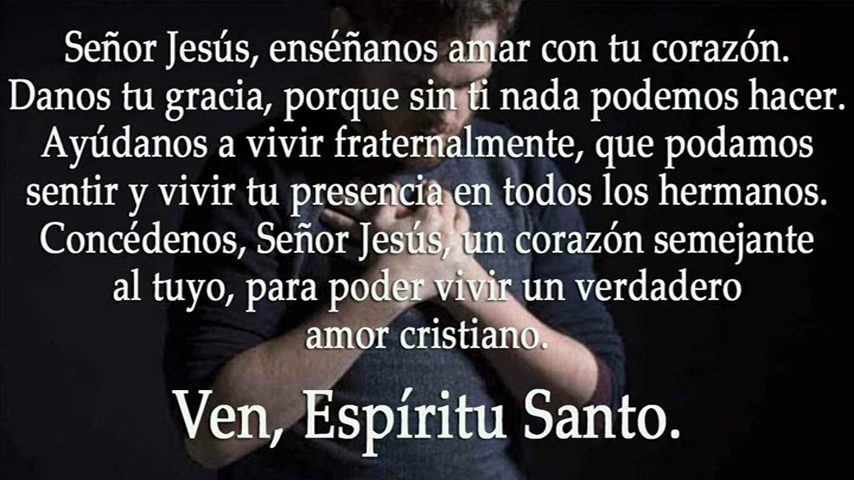 Señor Jesús, enséñanos amar con tu corazón.
Danos tu gracia, porque sin ti nada podemos hacer.
Ayúdanos a vivir fraternalmente, que podamos
sentir y vivir tu presencia en todos los hermanos.
Concédenos, Señor Jesús, un corazón semejante
al tuyo, para poder vivir un verdadero
amor cristiano.
Ven, Espíritu Santo.